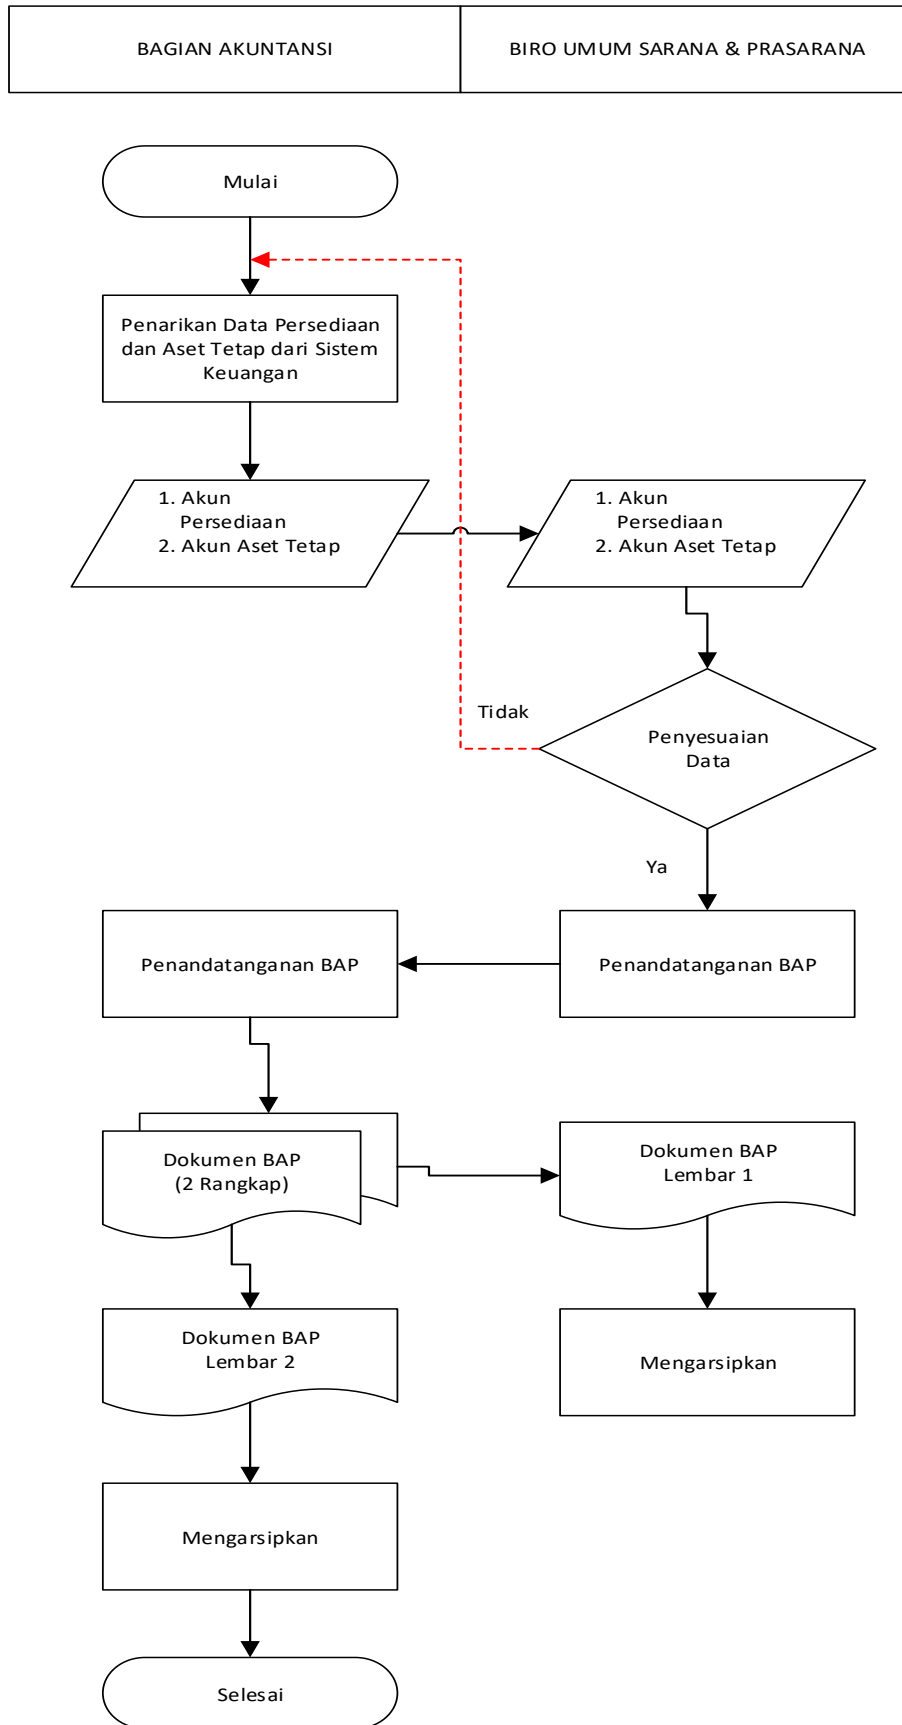 BAGIAN AKUNTANSI
BIRO UMUM SARANA & PRASARANA
Mulai
Penarikan Data Persediaan
dan Aset Tetap dari Sistem
Keuangan
1. Akun
Persediaan
2. Akun Aset Tetap
1. Akun
Persediaan
2. Akun Aset Tetap
Tidak
Penyesuaian
Data
Ya
Penandatanganan BAP
Penandatanganan BAP
Dokumen BAP
(2 Rangkap)
Dokumen BAP
Lembar 1
Dokumen BAP
Lembar 2
Mengarsipkan
Mengarsipkan
Selesai